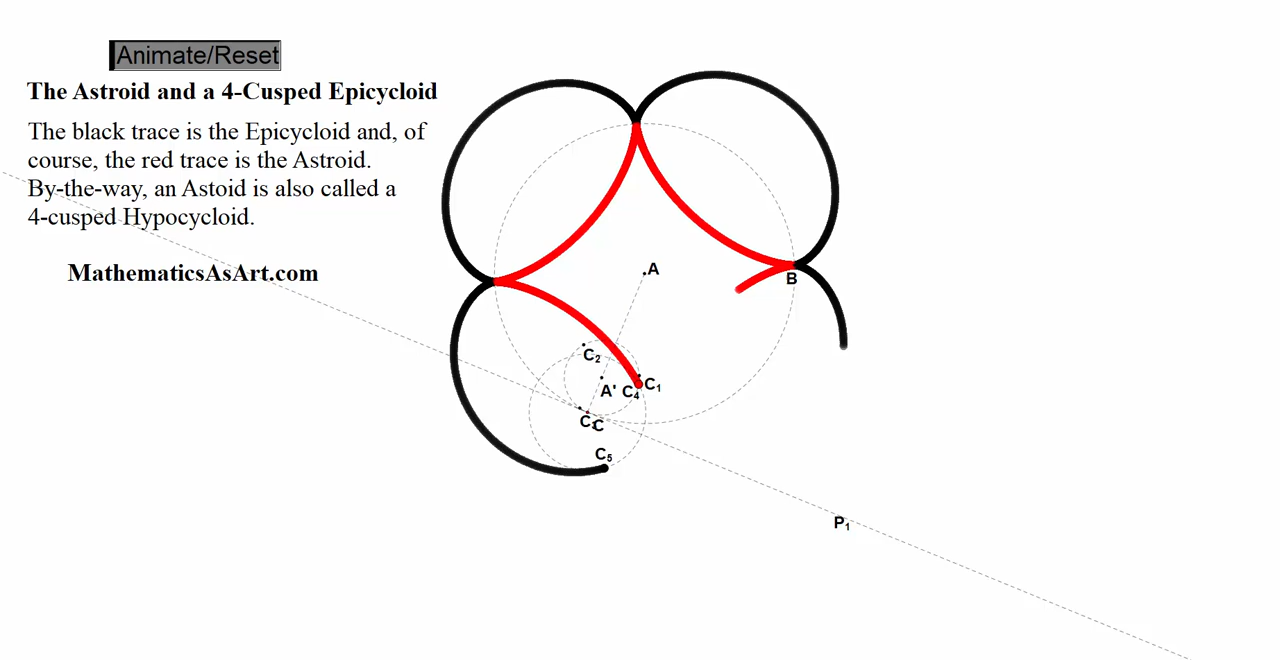 Animate/Reset
The Astroid and a 4-Cusped Epicycloid
The black trace is the Epicycloid and, of
course, the red trace is the Astroid.
By-the-way, an Astoid is also called a
4-cusped Hypocycloid.
MathematicsAsArt.com
A
B
C₂
A' C₄ C₁
C
C₅
P₁